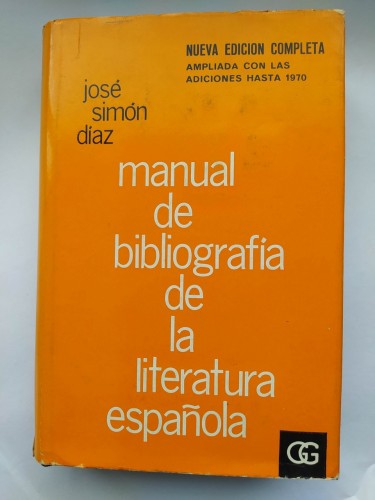 NUEVA EDICION COMPLETA
AMPLIADA CON LAS
ADICIONES HASTA 1970
josé
simón
díaz
manual
de
bibliografía
de
la
literatura
española
GG